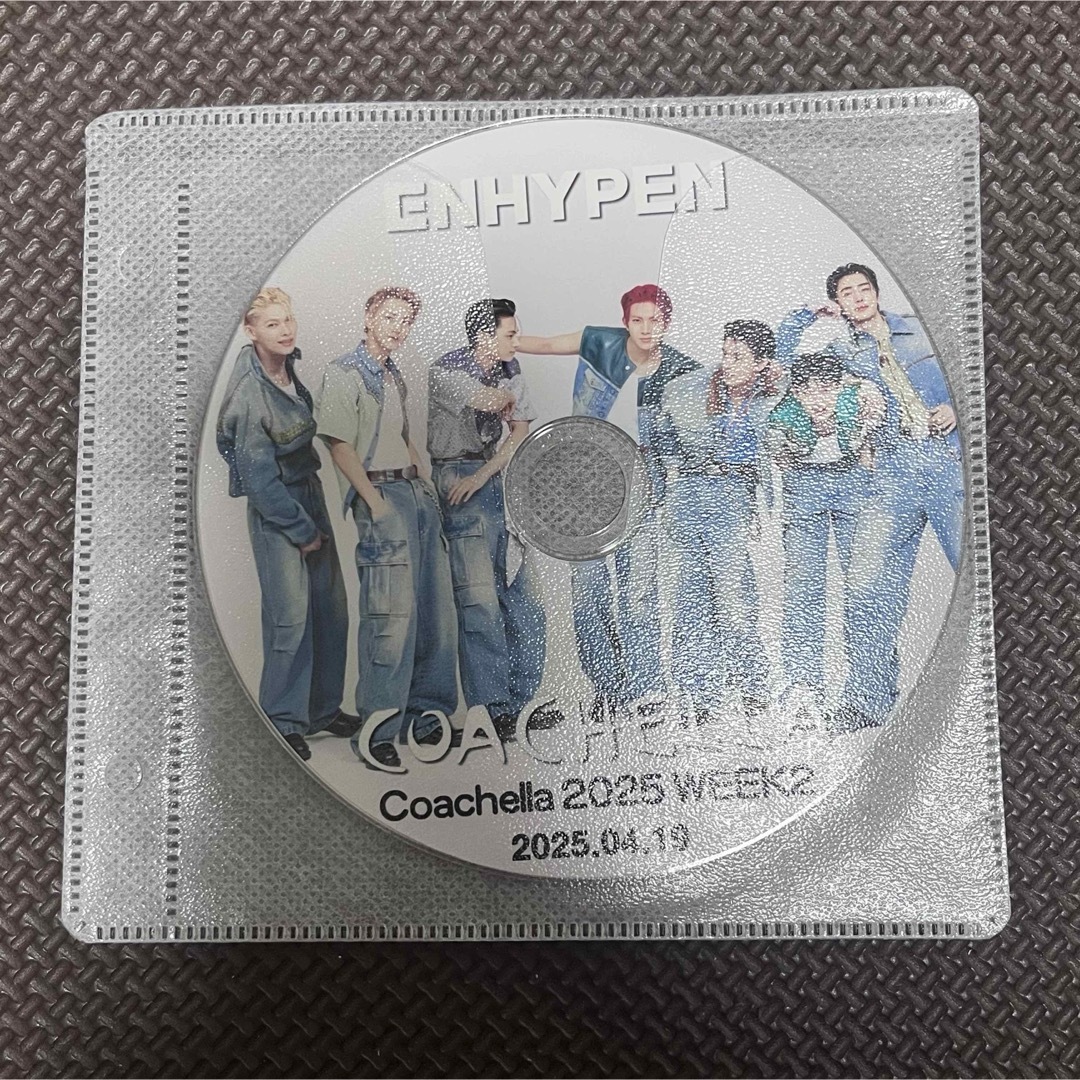 ENHYPEN
COACHELLA
Coachella 2025 WEEK2
2025.04.19